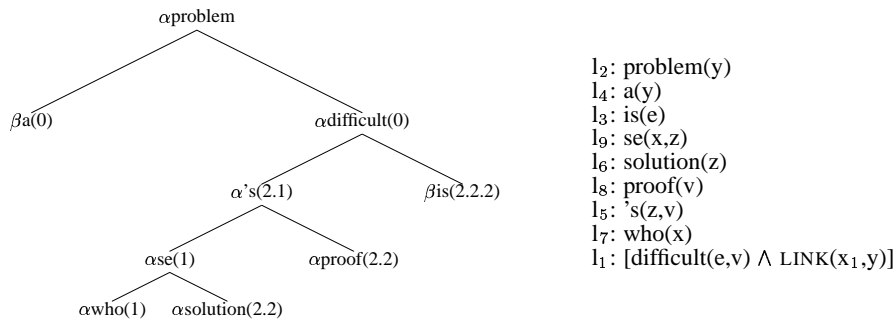 αproblem
βa(0) αdifficult(0)
α's(2.1) βis(2.2.2)
αse(1) αproof(2.2)
αwho(1) αsolution(2.2)
l₂: problem(y)
l₄: a(y)
l₃: is(e)
l₉: se(x,z)
l₆: solution(z)
l₈: proof(v)
l₅: 's(z,v)
l₇: who(x)
l₁: [difficult(e,v) ∧ LINK(x₁,y)]